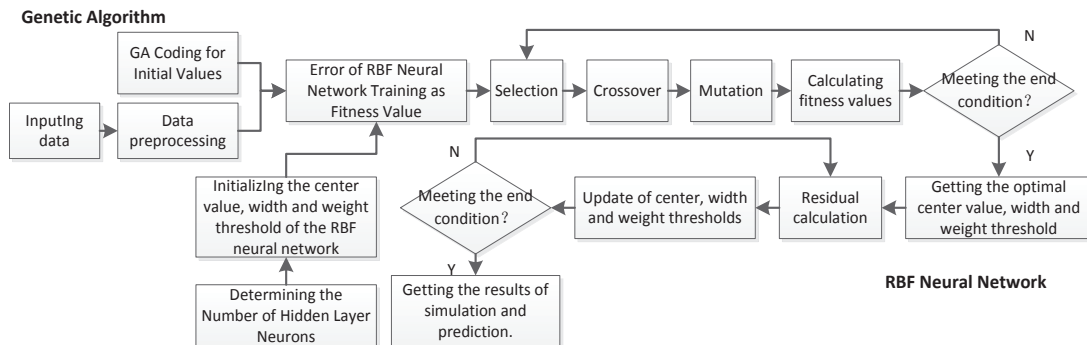 Genetic Algorithm
GA Coding for
Initial Values
InputIng
data
Data
preprocessing
Error of RBF Neural
Network Training as
Fitness Value
Selection
Crossover
Mutation
Calculating
fitness values
Meeting the end
condition?
N
Y
Getting the optimal
center value, width and
weight threshold
Residual
calculation
Update of center, width
and weight thresholds
Meeting the end
condition?
N
Y
Getting the results of
simulation and
prediction.
InitializIng the center
value, width and weight
threshold of the RBF
neural network
Determining the
Number of Hidden Layer
Neurons
RBF Neural Network